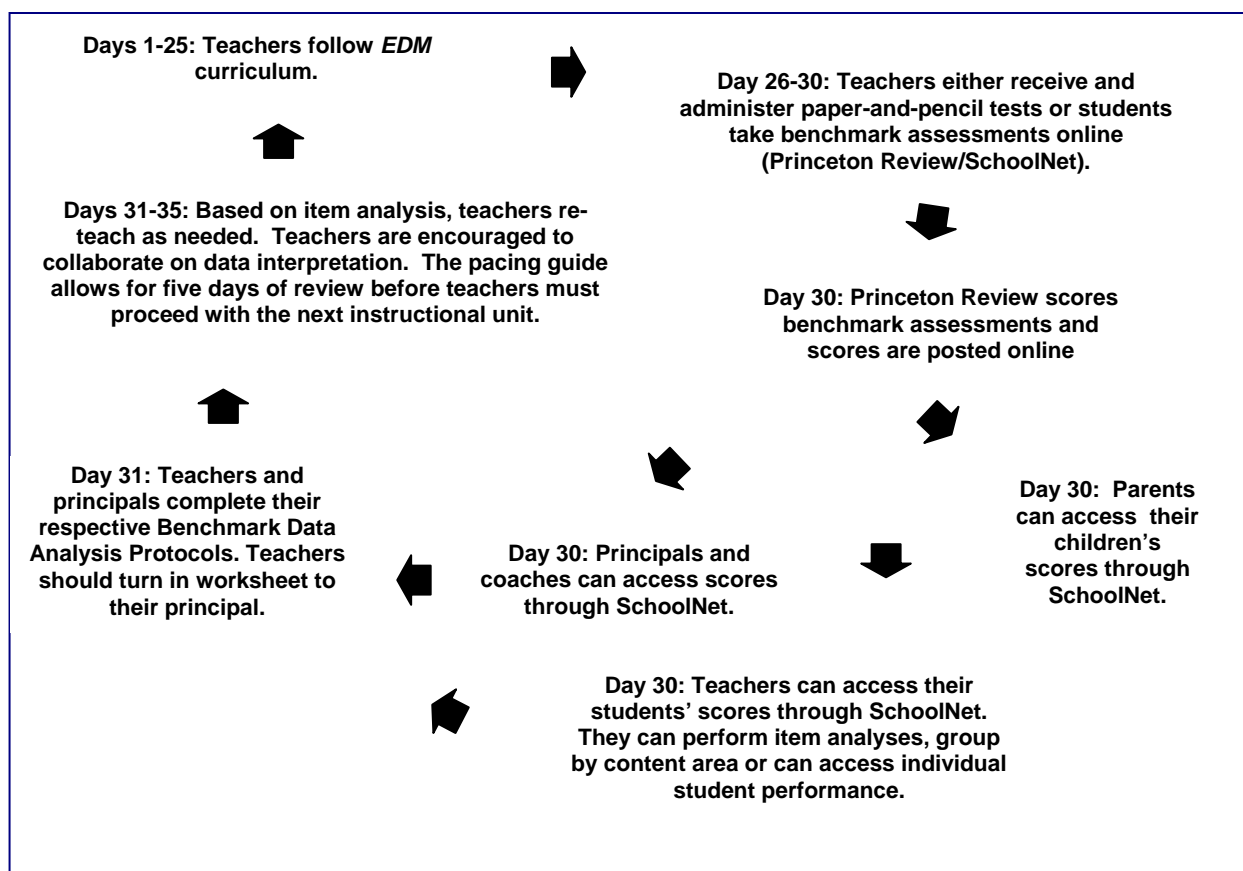 Days 1-25: Teachers follow EDM
curriculum.
Day 26-30: Teachers either receive and
administer paper-and-pencil tests or students
take benchmark assessments online
(Princeton Review/SchoolNet).
Day 30: Princeton Review scores
benchmark assessments and
scores are posted online
Day 30: Parents
can access their
children’s
scores through
SchoolNet.
Day 30: Principals and
coaches can access scores
through SchoolNet.
Day 30: Teachers can access their
students’ scores through SchoolNet.
They can perform item analyses, group
by content area or can access individual
student performance.
Day 31: Teachers and
principals complete their
respective Benchmark Data
Analysis Protocols. Teachers
should turn in worksheet to
their principal.
Days 31-35: Based on item analysis, teachers re-
teach as needed. Teachers are encouraged to
collaborate on data interpretation. The pacing guide
allows for five days of review before teachers must
proceed with the next instructional unit.